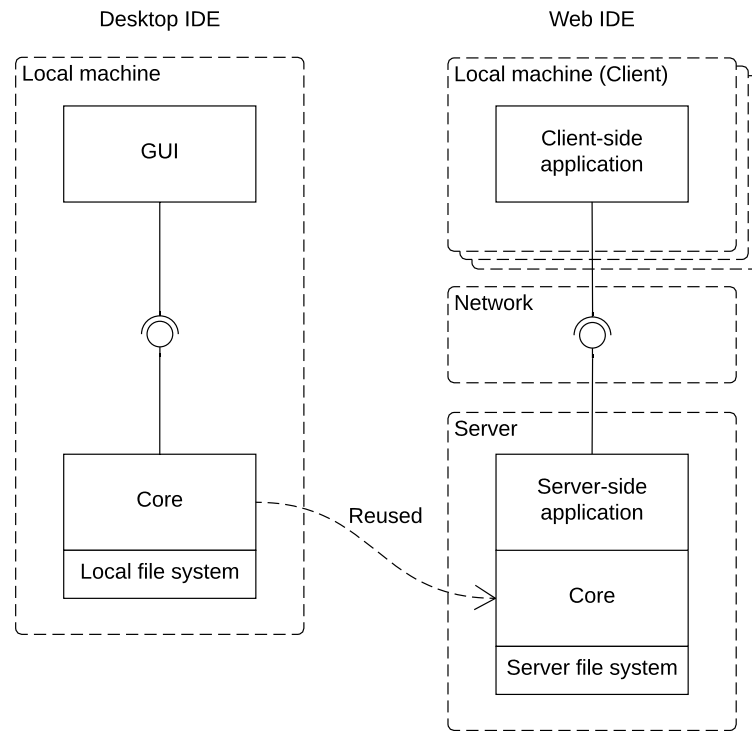 Desktop IDE
Local machine
GUI
Core
Local file system
Reused
Web IDE
Local machine (Client)
Client-side
application
Network
Server
Server-side
application
Core
Server file system